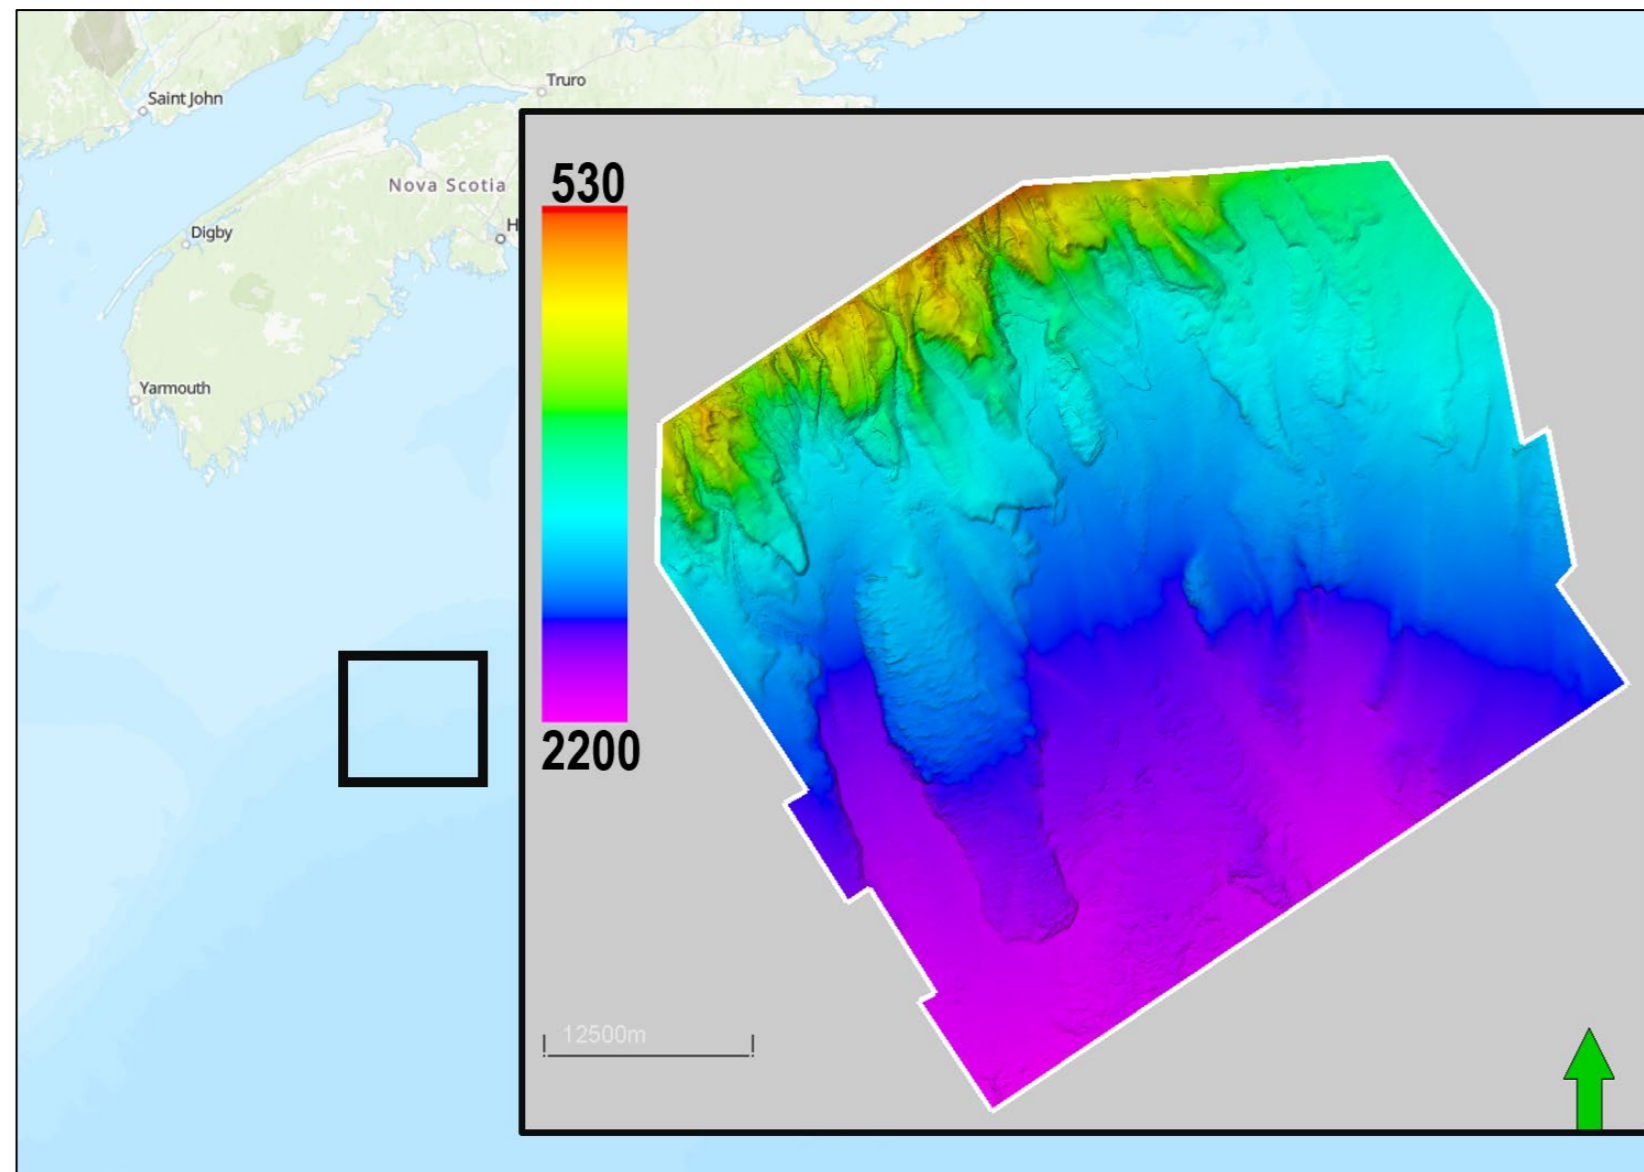 Truro
Saint John
Nova Scotia
H
Digby
Yarmouth
530
2200
12500m